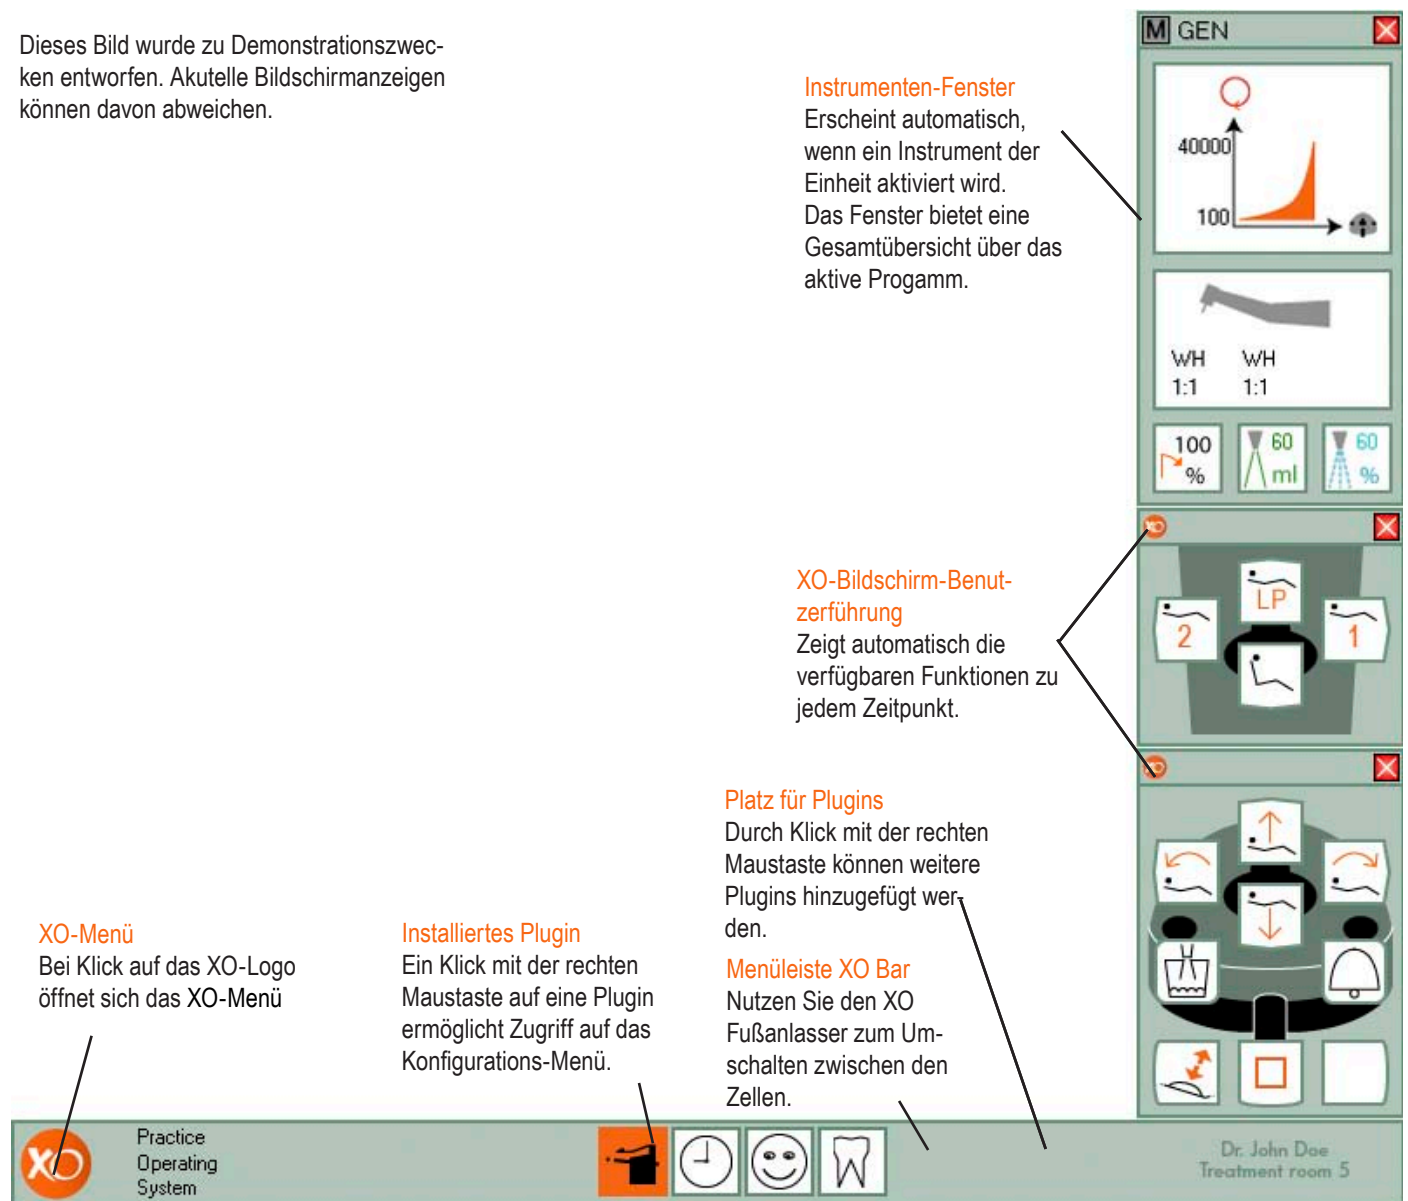 Dieses Bild wurde zu Demonstrationszwec-
ken entworfen. Akutelle Bildschirmanzeigen
können davon abweichen.
M GEN
Instrumenten-Fenster
Erscheint automatisch,
wenn ein Instrument der
Einheit aktiviert wird.
Das Fenster bietet eine
Gesamtübersicht über das
aktive Progamm.
40000
100
WH WH
1:1 1:1
100 %
60 ml
60 %
XO-Bildschirm-Benut-
zerführung
Zeigt automatisch die
verfügbaren Funktionen zu
jedem Zeitpunkt.
XO
LP
2
1
XO
Platz für Plugins
Durch Klick mit der rechten
Maustaste können weitere
Plugins hinzugefügt wer-
den.
XO-Menü
Bei Klick auf das XO-Logo
öffnet sich das XO-Menü
Installiertes Plugin
Ein Klick mit der rechten
Maustaste auf eine Plugin
ermöglicht Zugriff auf das
Konfigurations-Menü.
Menüleiste XO Bar
Nutzen Sie den XO
Fußanlasser zum Um-
schalten zwischen den
Zellen.
XO
Practice
Operating
System
Dr. John Doe
Treatment room 5